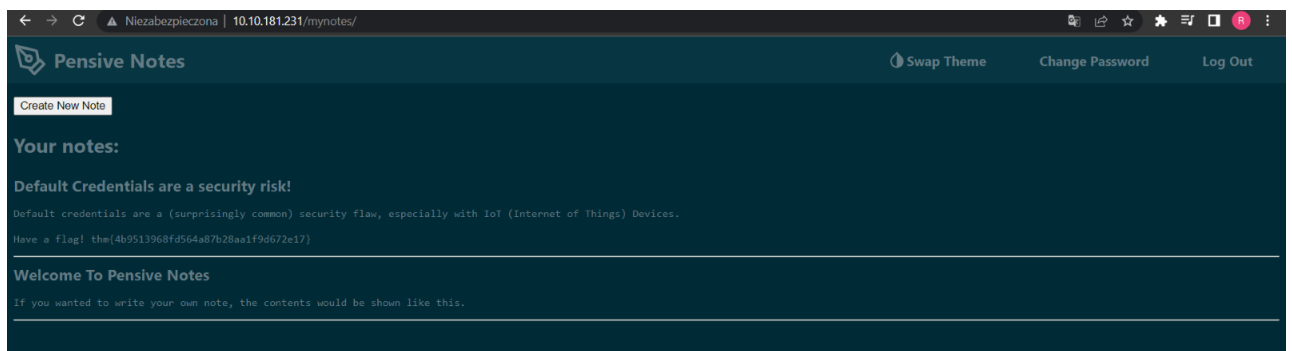 Niezabezpieczona | 10.10.181.231/mynotes/
R
Pensive Notes
Swap Theme
Change Password
Log Out
Create New Note
Your notes:
Default Credentials are a security risk!
Default credentials are a (surprisingly common) security flaw, especially with IoT (Internet of Things) Devices.
Have a flag! thm{4b9513968fd564a87b28aa1f9d672e17}
Welcome To Pensive Notes
If you wanted to write your own note, the contents would be shown like this.